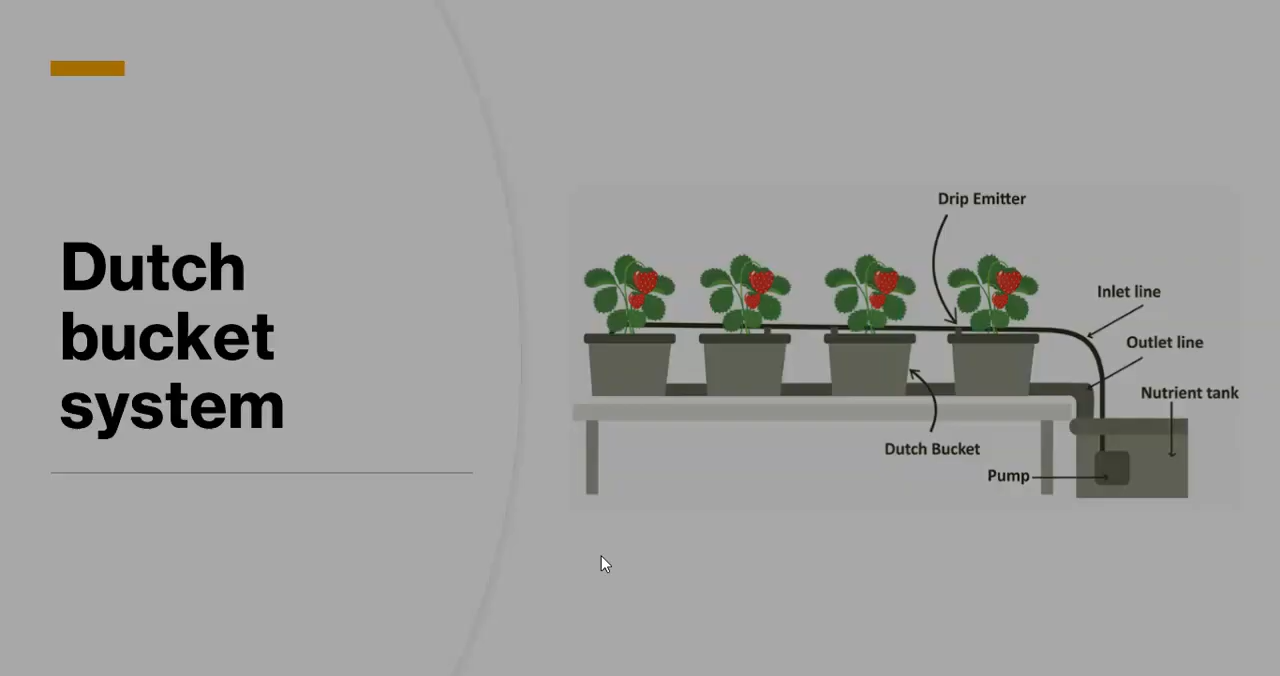 Dutch
bucket
system
Drip Emitter
Inlet line
Outlet line
Nutrient tank
Dutch Bucket
Pump